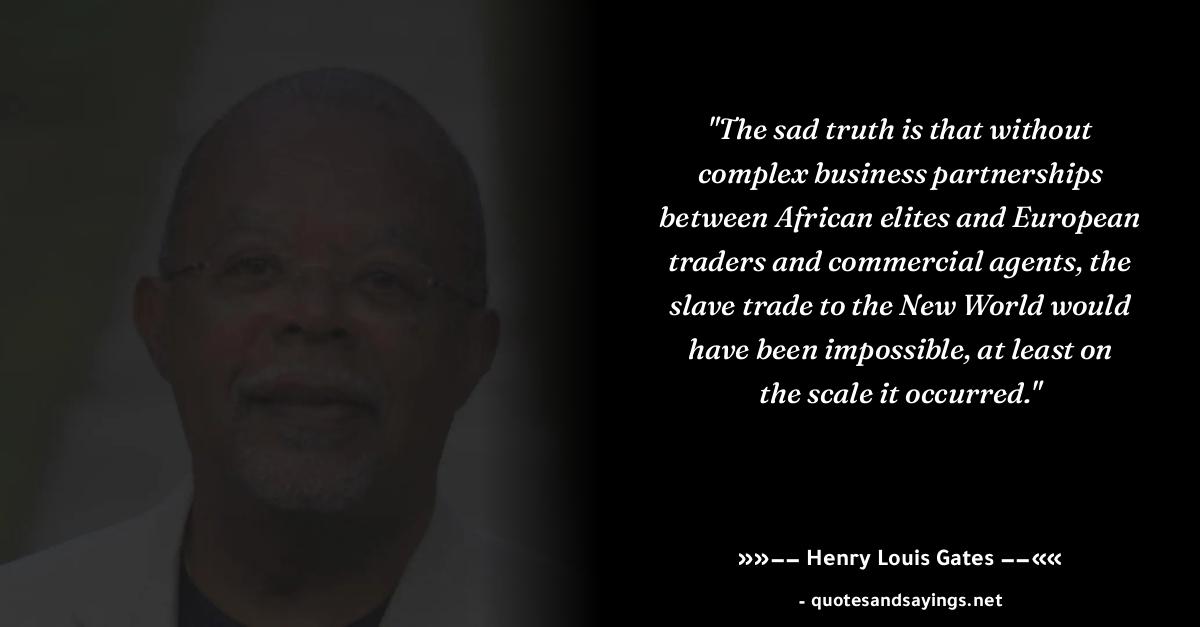 "The sad truth is that without
complex business partnerships
between African elites and European
traders and commercial agents, the
slave trade to the New World would
have been impossible, at least on
the scale it occurred."
»»−− Henry Louis Gates −−««
- quotesandsayings.net